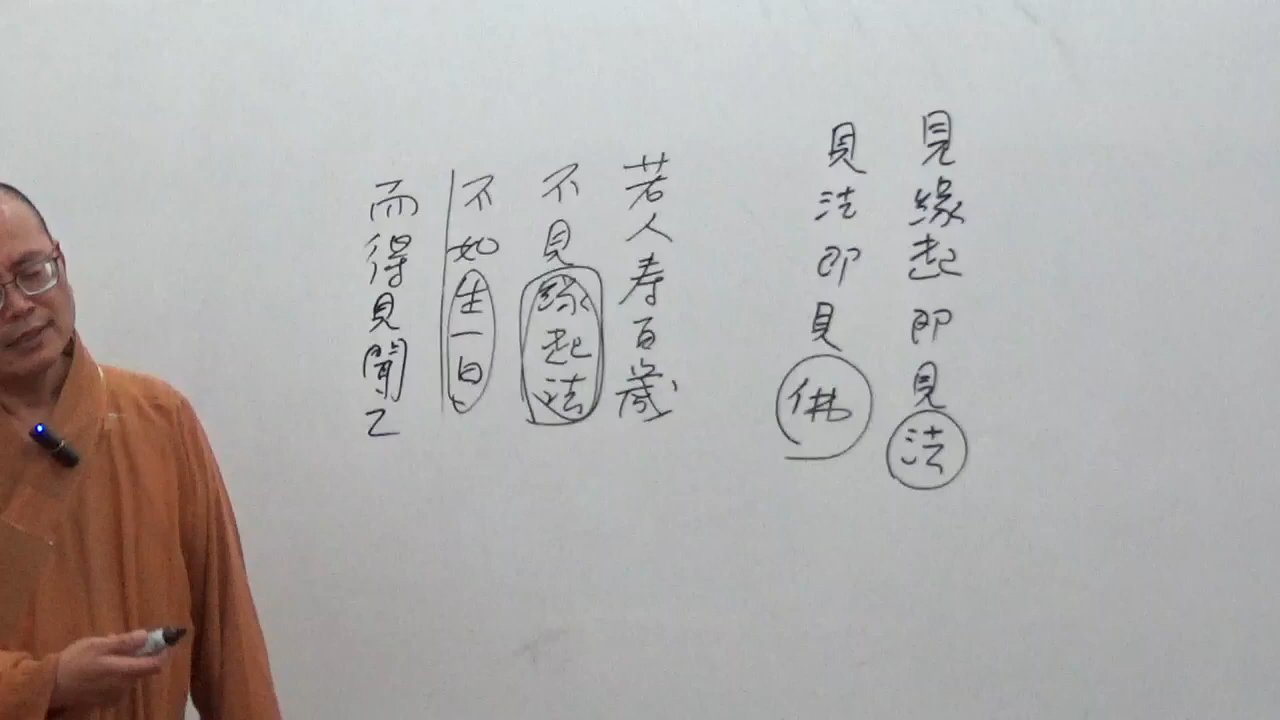 見緣起即見法
見法即見佛
若人寿百歲
不見緣起法
不如生一日
而得見聞之